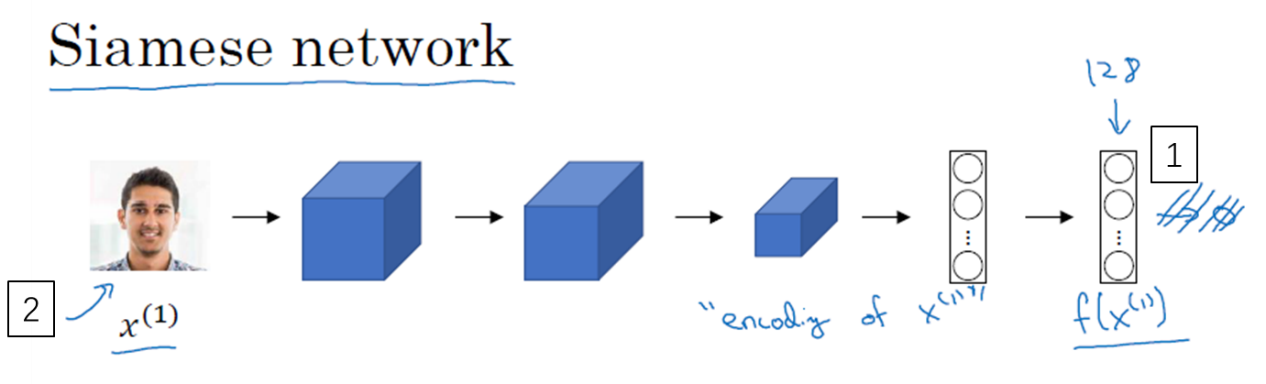 Siamese network
128
1
2
x^(1)
"encoding of x^(1)"
f(x^(1))